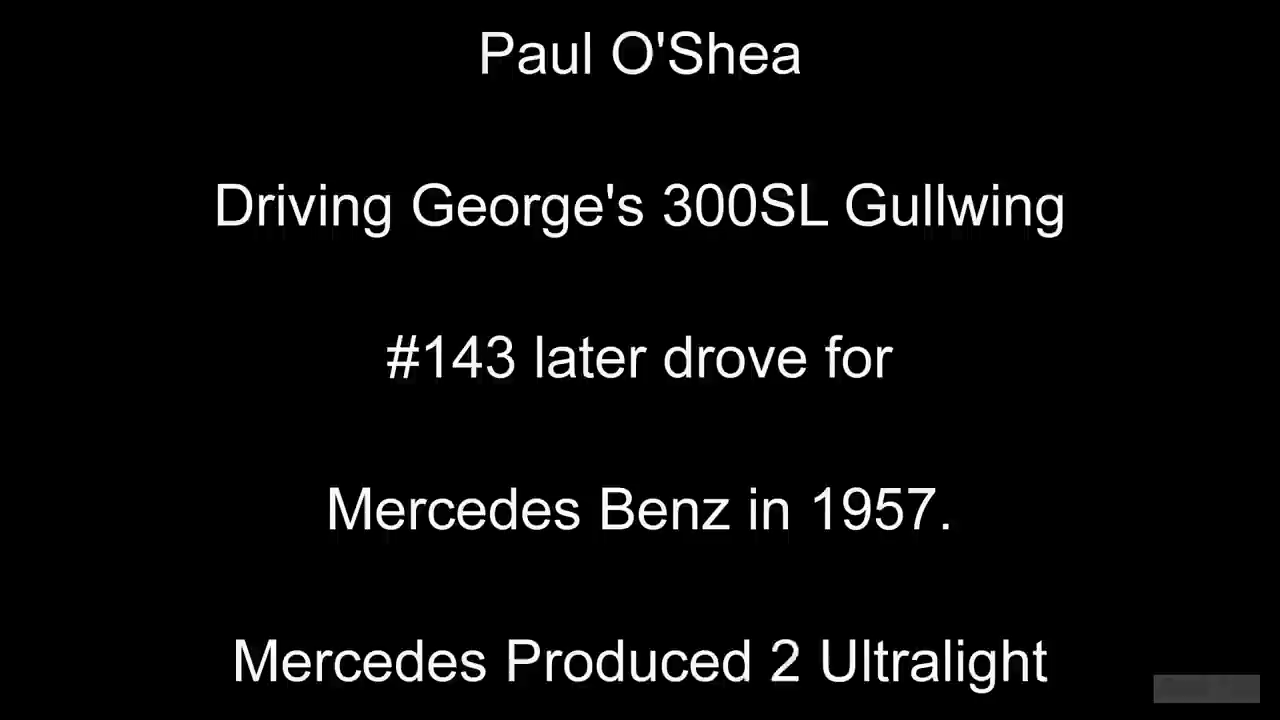 Paul O'Shea
Driving George's 300SL Gullwing
#143 later drove for
Mercedes Benz in 1957.
Mercedes Produced 2 Ultralight